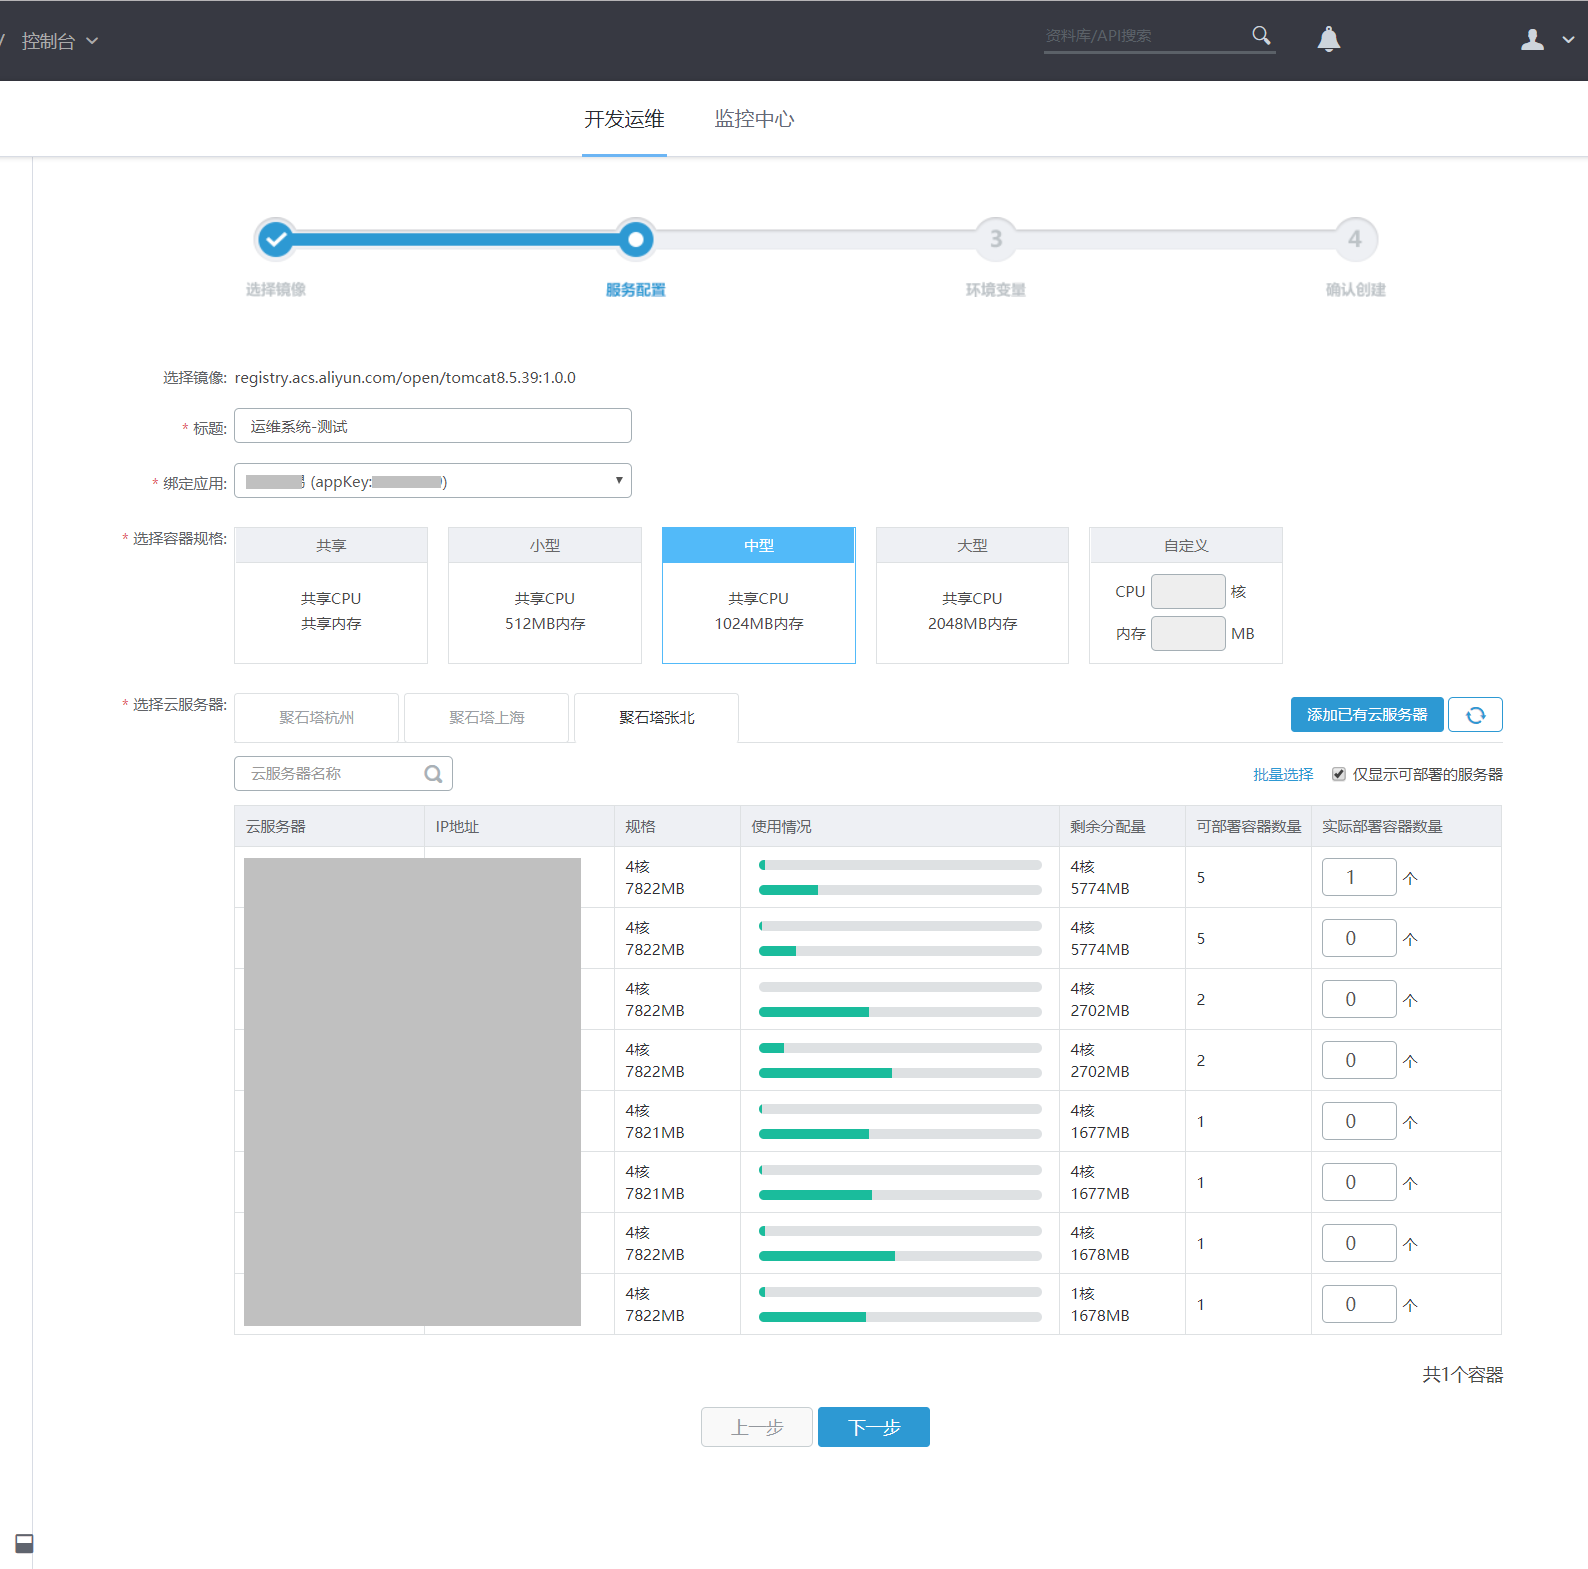 / 控制台
资料库/API搜索
开发运维 监控中心
3 4
选择镜像 服务配置 环境变量 确认创建
选择镜像: registry.acs.aliyun.com/open/tomcat8.5.39:1.0.0
* 标题: 运维系统-测试
* 绑定应用: (appKey: )
* 选择容器规格: 共享 小型 中型 大型 自定义
共享CPU 共享CPU 共享CPU 共享CPU CPU 核
共享内存 512MB内存 1024MB内存 2048MB内存 内存 MB
* 选择云服务器: 聚石塔杭州 聚石塔上海 聚石塔张北 添加已有云服务器
云服务器名称 批量选择 仅显示可部署的服务器
云服务器 IP地址 规格 使用情况 剩余分配量 可部署容器数量 实际部署容器数量
4核 4核
7822MB 5774MB 5 1 个
4核 4核
7822MB 5774MB 5 0 个
4核 4核
7822MB 2702MB 2 0 个
4核 4核
7822MB 2702MB 2 0 个
4核 4核
7821MB 1677MB 1 0 个
4核 4核
7821MB 1677MB 1 0 个
4核 4核
7822MB 1678MB 1 0 个
4核 1核
7822MB 1678MB 1 0 个
共1个容器
上一步 下一步